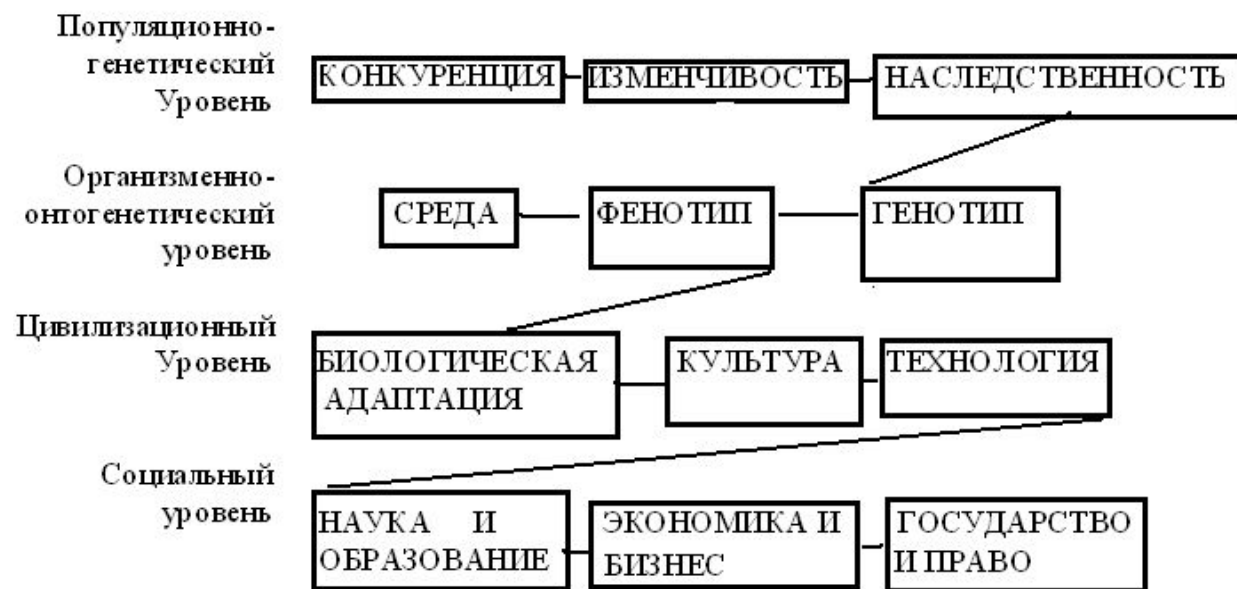 Популяционно-
генетический
Уровень
КОНКУРЕНЦИЯ
ИЗМЕНЧИВОСТЬ
НАСЛЕДСТВЕННОСТЬ
Организменно-
онтогенетический
уровень
СРЕДА
ФЕНОТИП
ГЕНОТИП
Цивилизационный
Уровень
БИОЛОГИЧЕСКАЯ
АДАПТАЦИЯ
КУЛЬТУРА
ТЕХНОЛОГИЯ
Социальный
уровень
НАУКА И
ОБРАЗОВАНИЕ
ЭКОНОМИКА И
БИЗНЕС
ГОСУДАРСТВО
И ПРАВО